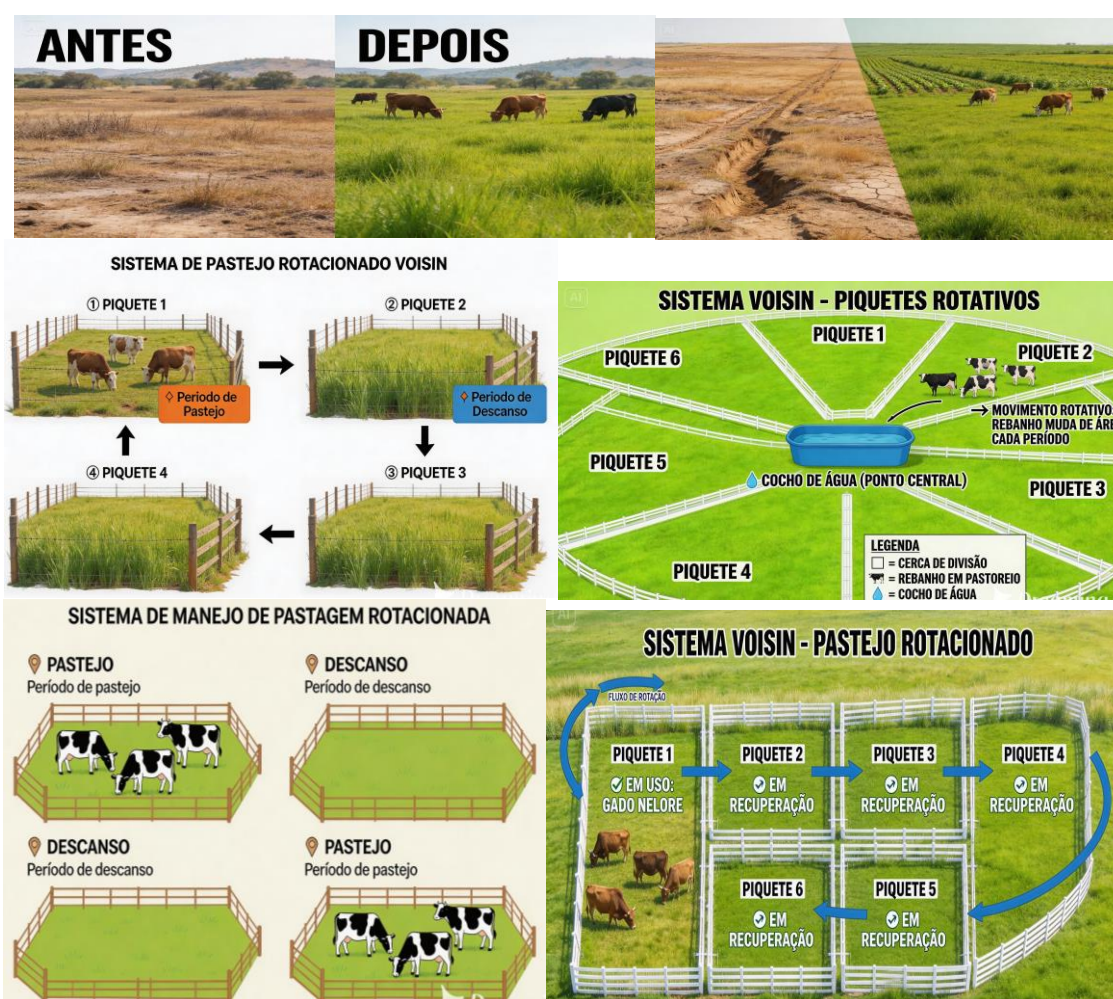 ANTES
DEPOIS
SISTEMA DE PASTEJO ROTACIONADO VOISIN
① PIQUETE 1
② PIQUETE 2
Periodo de
Pastejo
Periodo de
Descanso
④ PIQUETE 4
③ PIQUETE 3
AI
SISTEMA VOISIN - PIQUETES ROTATIVOS
PIQUETE 1
PIQUETE 6
PIQUETE 2
→ MOVIMENTO ROTATIVO:
REBANHO MUDA DE ÁRE
CADA PERÍODO
PIQUETE 5
COCHO DE ÁGUA (PONTO CENTRAL)
PIQUETE 3
PIQUETE 4
LEGENDA
= CERCA DE DIVISÃO
= REBANHO EM PASTOREIO
= COCHO DE ÁGUA
SISTEMA DE MANEJO DE PASTAGEM ROTACIONADA
PASTEJO
Período de pastejo
DESCANSO
Período de descanso
DESCANSO
Período de descanso
PASTEJO
Período de pastejo
SISTEMA VOISIN - PASTEJO ROTACIONADO
FLUXO DE ROTAÇÃO
PIQUETE 1
EM USO:
GADO NELORE
PIQUETE 2
EM
RECUPERAÇÃO
PIQUETE 3
EM
RECUPERAÇÃO
PIQUETE 4
EM
RECUPERAÇÃO
PIQUETE 6
EM
RECUPERAÇÃO
PIQUETE 5
EM
RECUPERAÇÃO